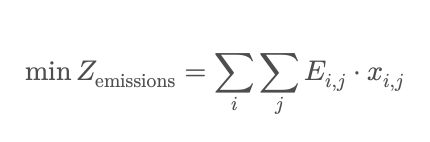 min Z_emissions = ∑_i ∑_j E_{i,j} · x_{i,j}